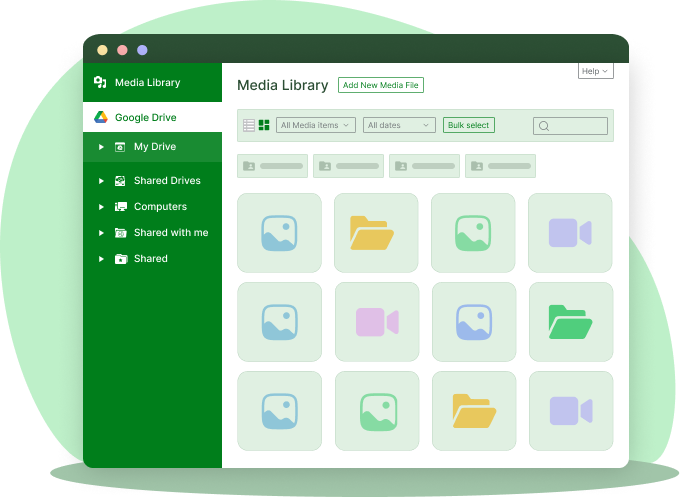 Media Library
Google Drive
My Drive
Shared Drives
Computers
Shared with me
Shared
Help
Media Library
Add New Media File
All Media items
All dates
Bulk select